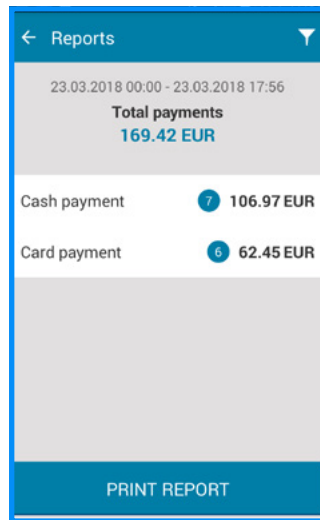 Reports
23.03.2018 00:00 - 23.03.2018 17:56
Total payments
169.42 EUR
Cash payment 7 106.97 EUR
Card payment 6 62.45 EUR
PRINT REPORT